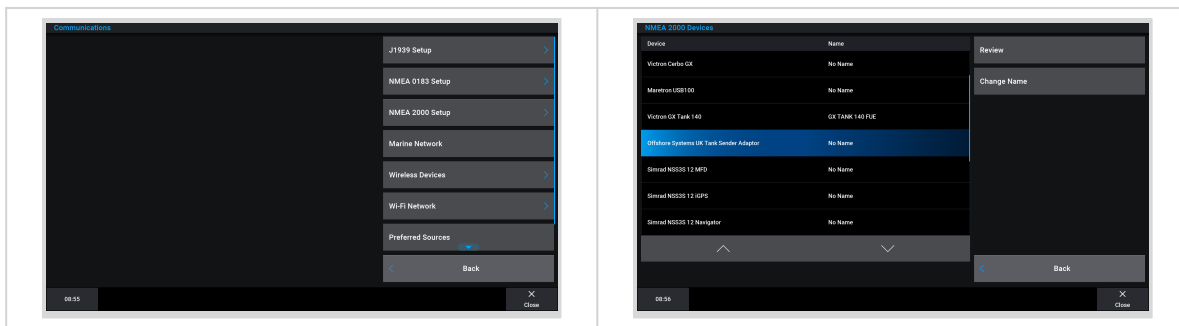 Communications
J1939 Setup
NMEA 0183 Setup
NMEA 2000 Setup
Marine Network
Wireless Devices
Wi-Fi Network
Preferred Sources
Back
08:55
Close
NMEA 2000 Devices
Device Name
Victron Cerbo GX No Name
Maretron USB100 No Name
Victron GX Tank 140 GX TANK 140 FUE
Offshore Systems UK Tank Sender Adaptor No Name
Simrad NSS3S 12 MFD No Name
Simrad NSS3S 12 iGPS No Name
Simrad NSS3S 12 Navigator No Name
Review
Change Name
Back
08:56
Close